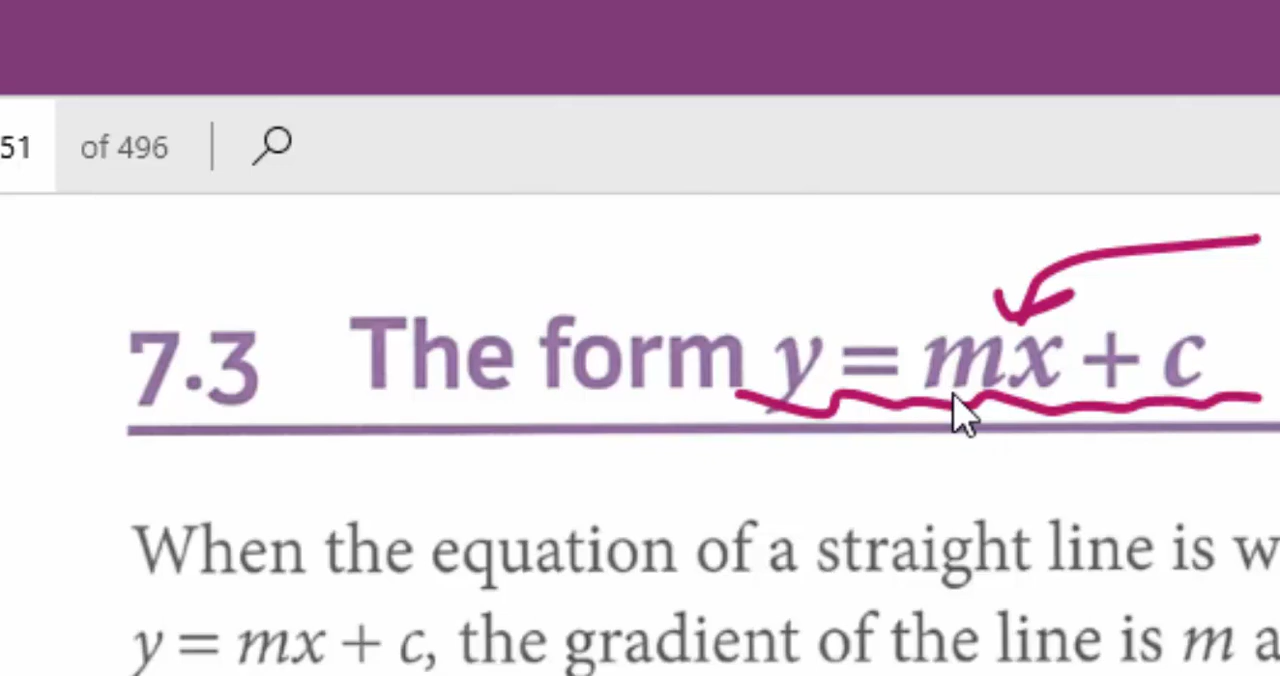 51 of 496
7.3 The form y = mx + c
When the equation of a straight line is
y = mx + c, the gradient of the line is m